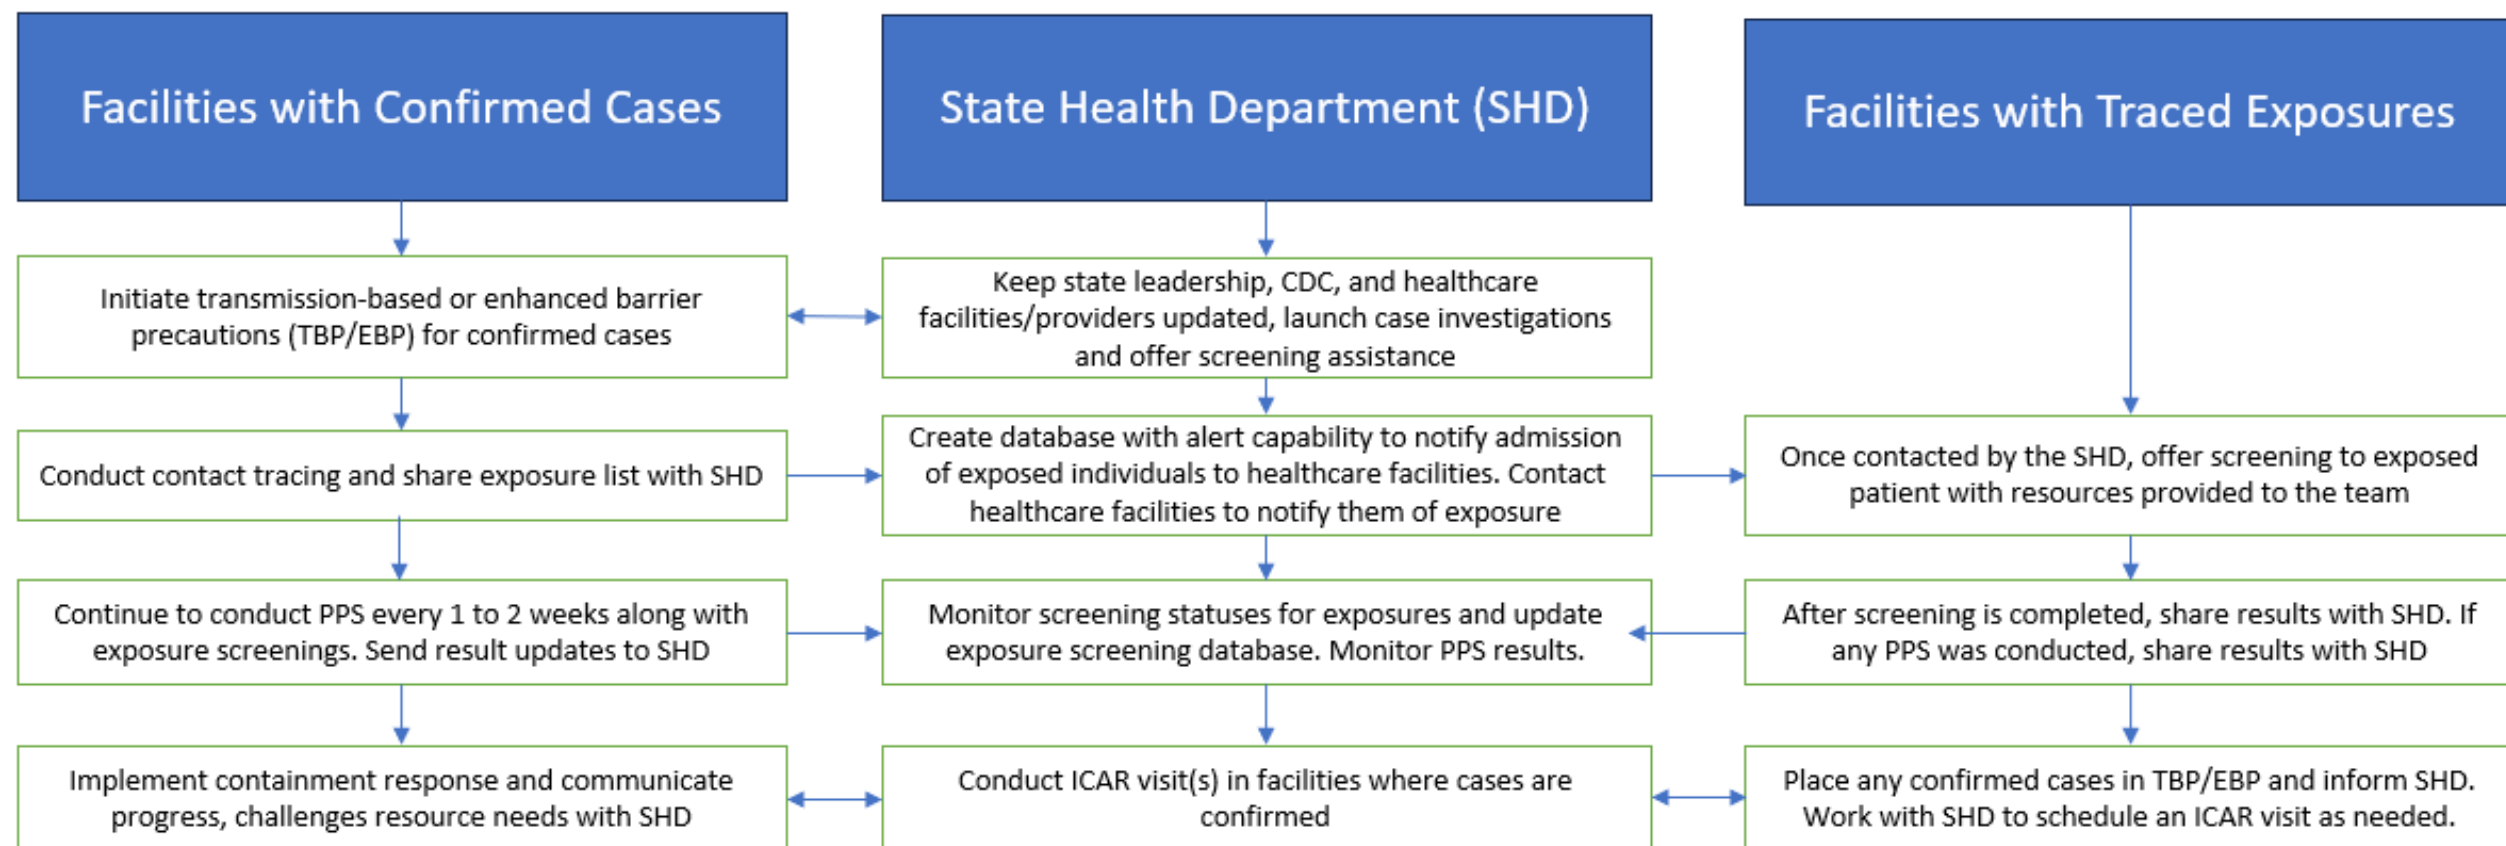 Facilities with Confirmed Cases
State Health Department (SHD)
Facilities with Traced Exposures
Initiate transmission-based or enhanced barrier
precautions (TBP/EBP) for confirmed cases
Keep state leadership, CDC, and healthcare
facilities/providers updated, launch case investigations
and offer screening assistance
Conduct contact tracing and share exposure list with SHD
Create database with alert capability to notify admission
of exposed individuals to healthcare facilities. Contact
healthcare facilities to notify them of exposure
Once contacted by the SHD, offer screening to exposed
patient with resources provided to the team
Continue to conduct PPS every 1 to 2 weeks along with
exposure screenings. Send result updates to SHD
Monitor screening statuses for exposures and update
exposure screening database. Monitor PPS results.
After screening is completed, share results with SHD. If
any PPS was conducted, share results with SHD
Implement containment response and communicate
progress, challenges resource needs with SHD
Conduct ICAR visit(s) in facilities where cases are
confirmed
Place any confirmed cases in TBP/EBP and inform SHD.
Work with SHD to schedule an ICAR visit as needed.